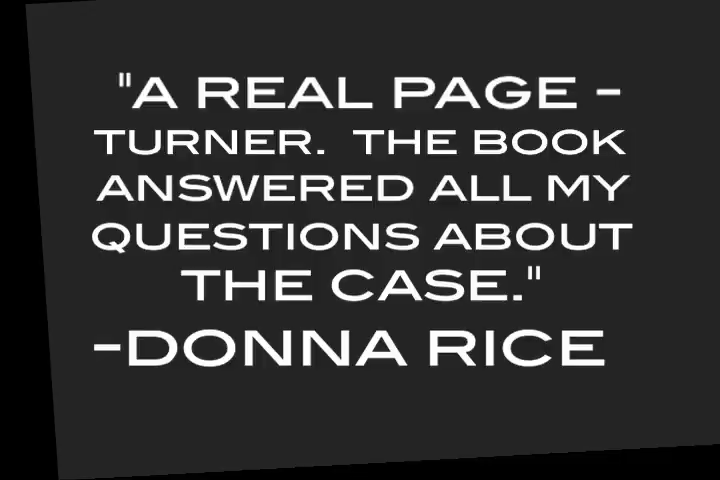 "A REAL PAGE -
TURNER.  THE BOOK
ANSWERED ALL MY
QUESTIONS ABOUT
THE CASE."
-DONNA RICE